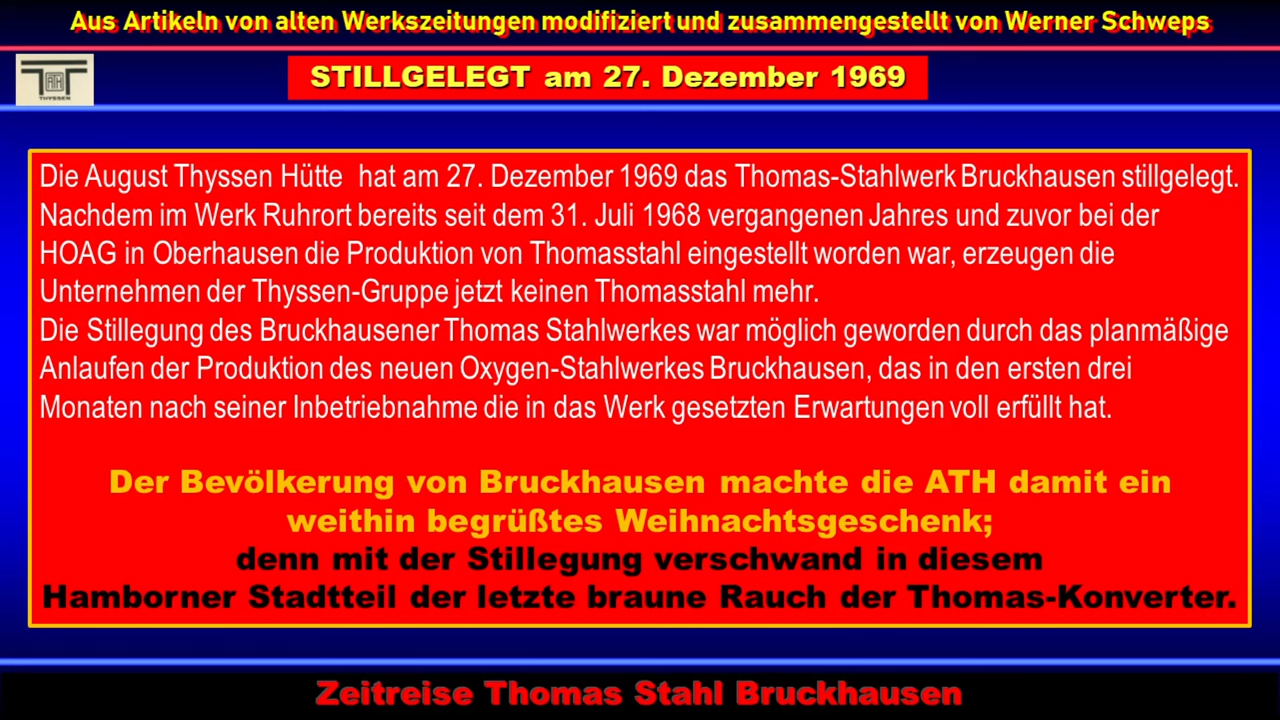 Aus Artikeln von alten Werkszeitungen modifiziert und zusammengestellt von Werner Schweps
ATH
THYSSEN
STILLGELEGT am 27. Dezember 1969
Die August Thyssen Hütte hat am 27. Dezember 1969 das Thomas-Stahlwerk Bruckhausen stillgelegt.
Nachdem im Werk Ruhrort bereits seit dem 31. Juli 1968 vergangenen Jahres und zuvor bei der
HOAG in Oberhausen die Produktion von Thomasstahl eingestellt worden war, erzeugen die
Unternehmen der Thyssen-Gruppe jetzt keinen Thomasstahl mehr.
Die Stillegung des Bruckhausener Thomas Stahlwerkes war möglich geworden durch das planmäßige
Anlaufen der Produktion des neuen Oxygen-Stahlwerkes Bruckhausen, das in den ersten drei
Monaten nach seiner Inbetriebnahme die in das Werk gesetzten Erwartungen voll erfüllt hat.
Der Bevölkerung von Bruckhausen machte die ATH damit ein
weithin begrüßtes Weihnachtsgeschenk;
denn mit der Stillegung verschwand in diesem
Hamborner Stadtteil der letzte braune Rauch der Thomas-Konverter.
Zeitreise Thomas Stahl Bruckhausen